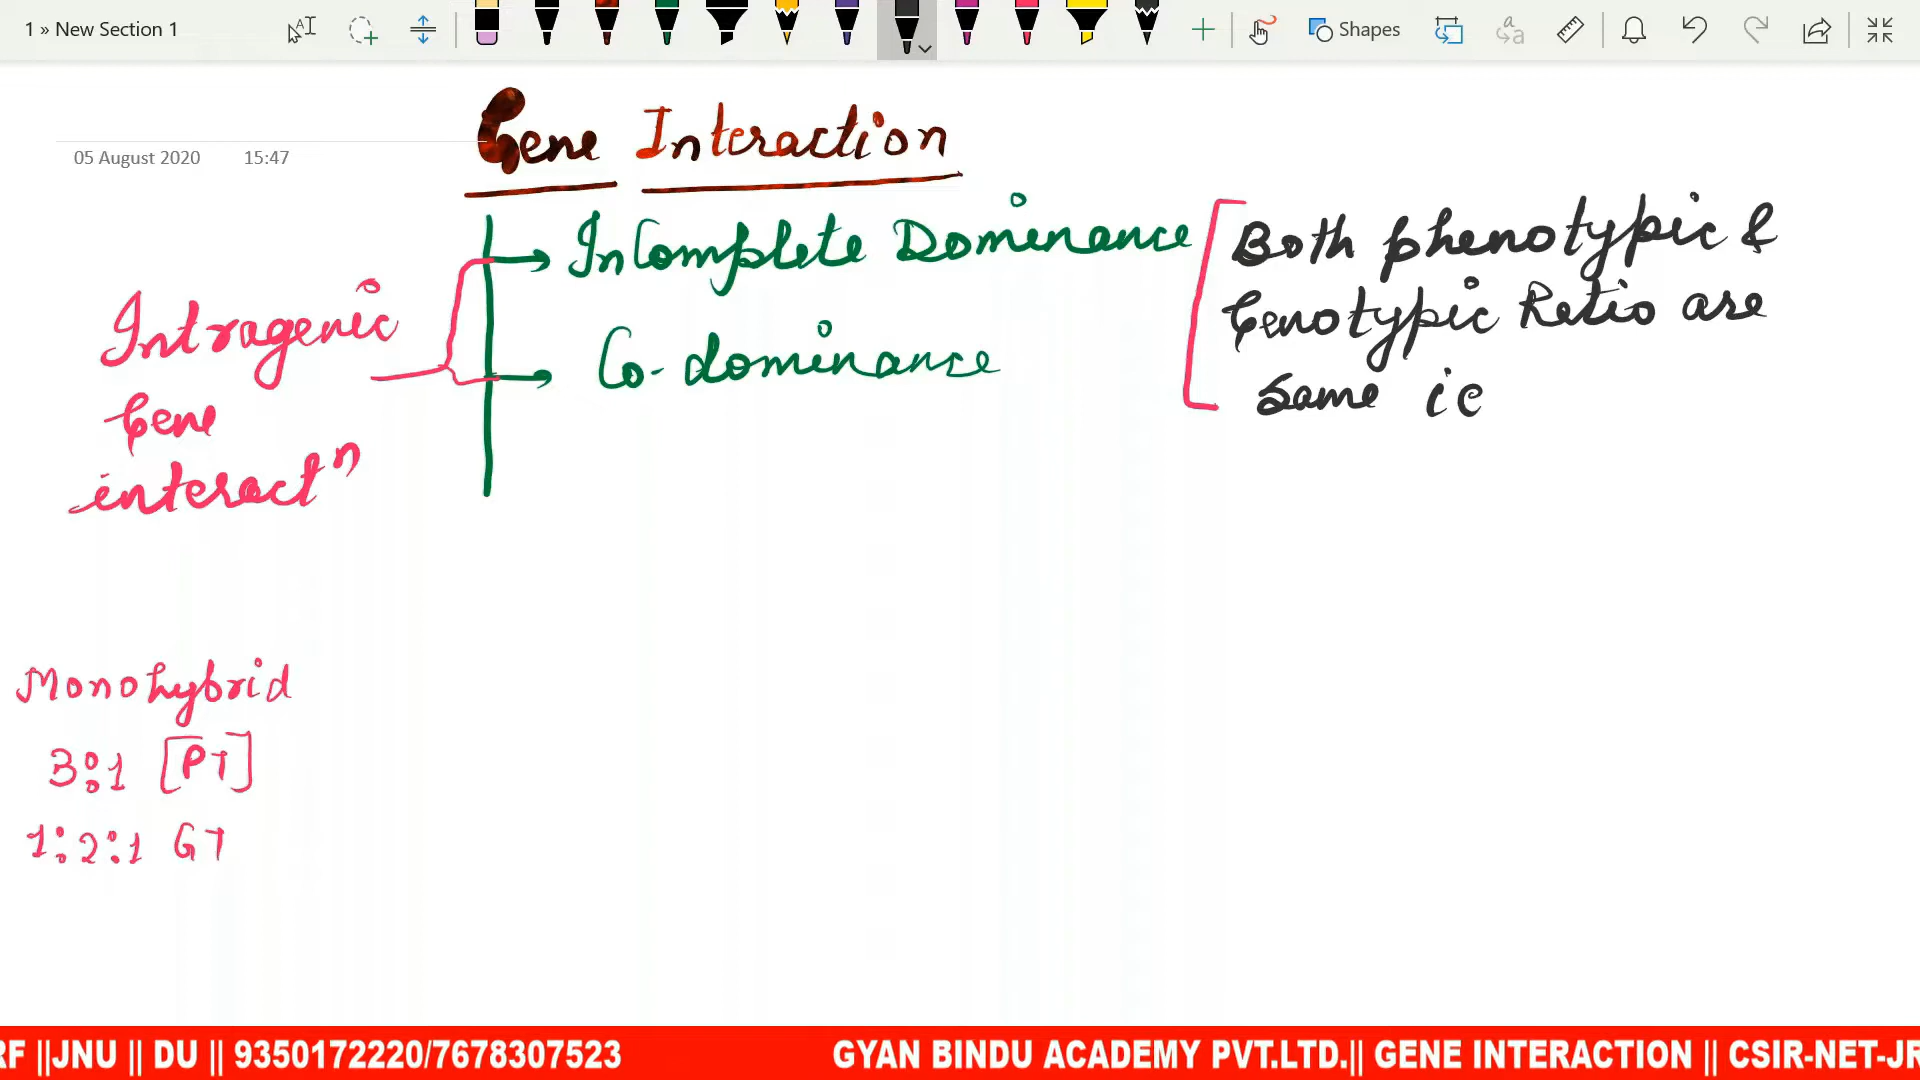 1 » New Section 1
Shapes
Gene Interaction
05 August 2020 15:47
InComplete Dominance
Both phenotypic &
Genotypic Ratio are
Same ie
Intragenic
Gene
interactⁿ
Co-dominance
Monohybrid
3:1 [PT]
1:2:1 GT
RF ||JNU || DU || 9350172220/7678307523 GYAN BINDU ACADEMY PVT.LTD.|| GENE INTERACTION || CSIR-NET-JR